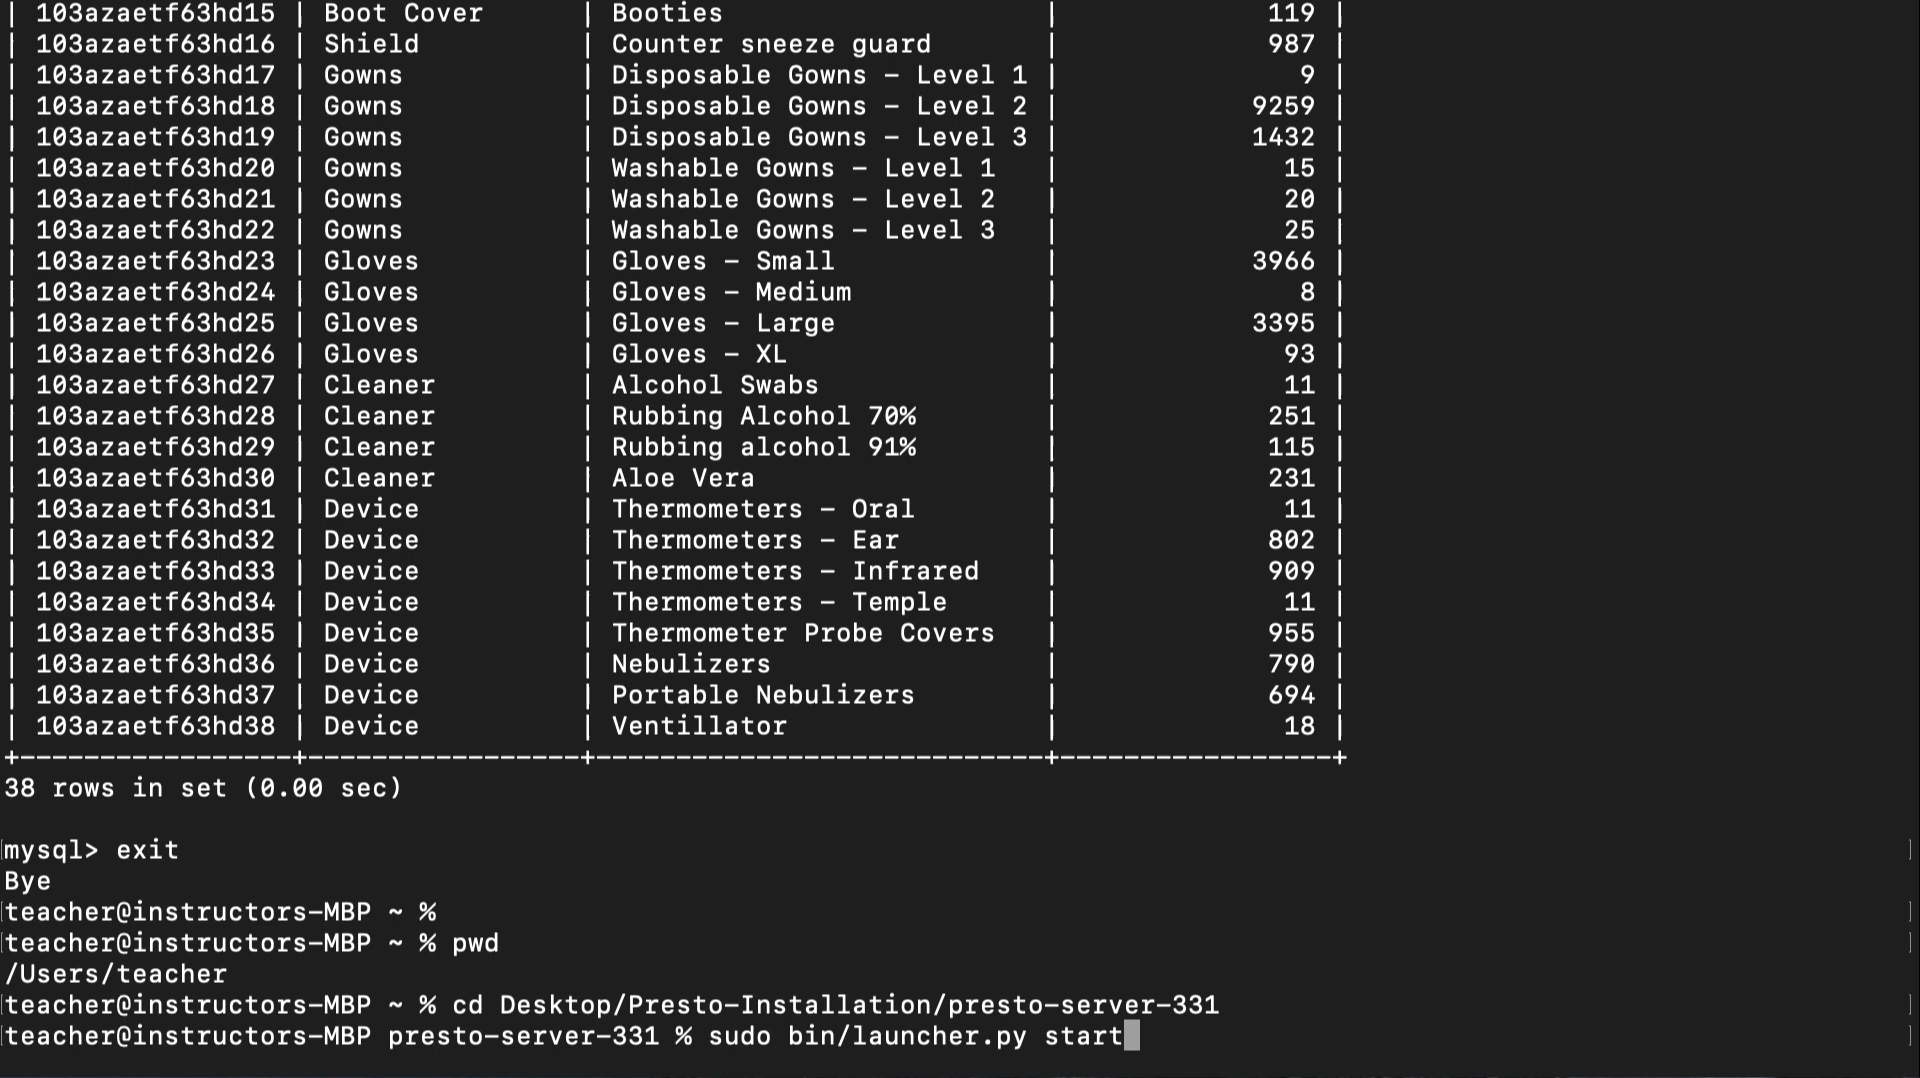 | 103azaetf63hd15 | Boot Cover | Booties | 119 |
| 103azaetf63hd16 | Shield | Counter sneeze guard | 987 |
| 103azaetf63hd17 | Gowns | Disposable Gowns – Level 1 | 9 |
| 103azaetf63hd18 | Gowns | Disposable Gowns – Level 2 | 9259 |
| 103azaetf63hd19 | Gowns | Disposable Gowns – Level 3 | 1432 |
| 103azaetf63hd20 | Gowns | Washable Gowns – Level 1 | 15 |
| 103azaetf63hd21 | Gowns | Washable Gowns – Level 2 | 20 |
| 103azaetf63hd22 | Gowns | Washable Gowns – Level 3 | 25 |
| 103azaetf63hd23 | Gloves | Gloves – Small | 3966 |
| 103azaetf63hd24 | Gloves | Gloves – Medium | 8 |
| 103azaetf63hd25 | Gloves | Gloves – Large | 3395 |
| 103azaetf63hd26 | Gloves | Gloves – XL | 93 |
| 103azaetf63hd27 | Cleaner | Alcohol Swabs | 11 |
| 103azaetf63hd28 | Cleaner | Rubbing Alcohol 70% | 251 |
| 103azaetf63hd29 | Cleaner | Rubbing alcohol 91% | 115 |
| 103azaetf63hd30 | Cleaner | Aloe Vera | 231 |
| 103azaetf63hd31 | Device | Thermometers – Oral | 11 |
| 103azaetf63hd32 | Device | Thermometers – Ear | 802 |
| 103azaetf63hd33 | Device | Thermometers – Infrared | 909 |
| 103azaetf63hd34 | Device | Thermometers – Temple | 11 |
| 103azaetf63hd35 | Device | Thermometer Probe Covers | 955 |
| 103azaetf63hd36 | Device | Nebulizers | 790 |
| 103azaetf63hd37 | Device | Portable Nebulizers | 694 |
| 103azaetf63hd38 | Device | Ventillator | 18 |
+-----------------+-----------------+----------------------------+-----------------+
38 rows in set (0.00 sec)
mysql> exit
Bye
teacher@instructors-MBP ~ %
teacher@instructors-MBP ~ % pwd
/Users/teacher
teacher@instructors-MBP ~ % cd Desktop/Presto-Installation/presto-server-331
teacher@instructors-MBP presto-server-331 % sudo bin/launcher.py start